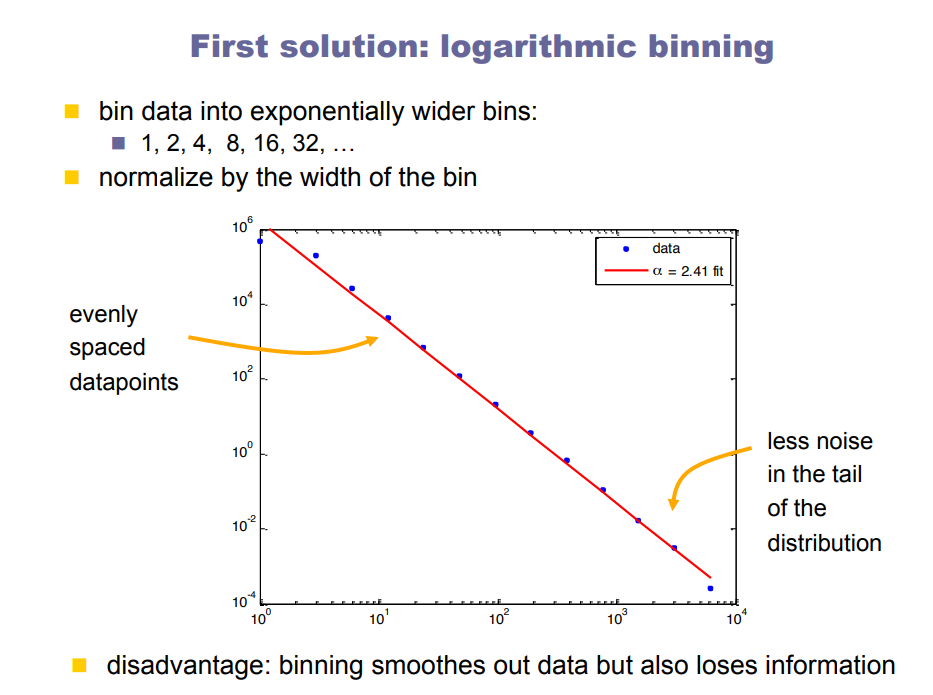 First solution: logarithmic binning
bin data into exponentially wider bins:
1, 2, 4,  8, 16, 32, …
normalize by the width of the bin
10^6
10^4
10^2
10^0
10^-2
10^-4
10^0 10^1 10^2 10^3 10^4
data
α = 2.41 fit
evenly
spaced
datapoints
less noise
in the tail
of the
distribution
disadvantage: binning smoothes out data but also loses information